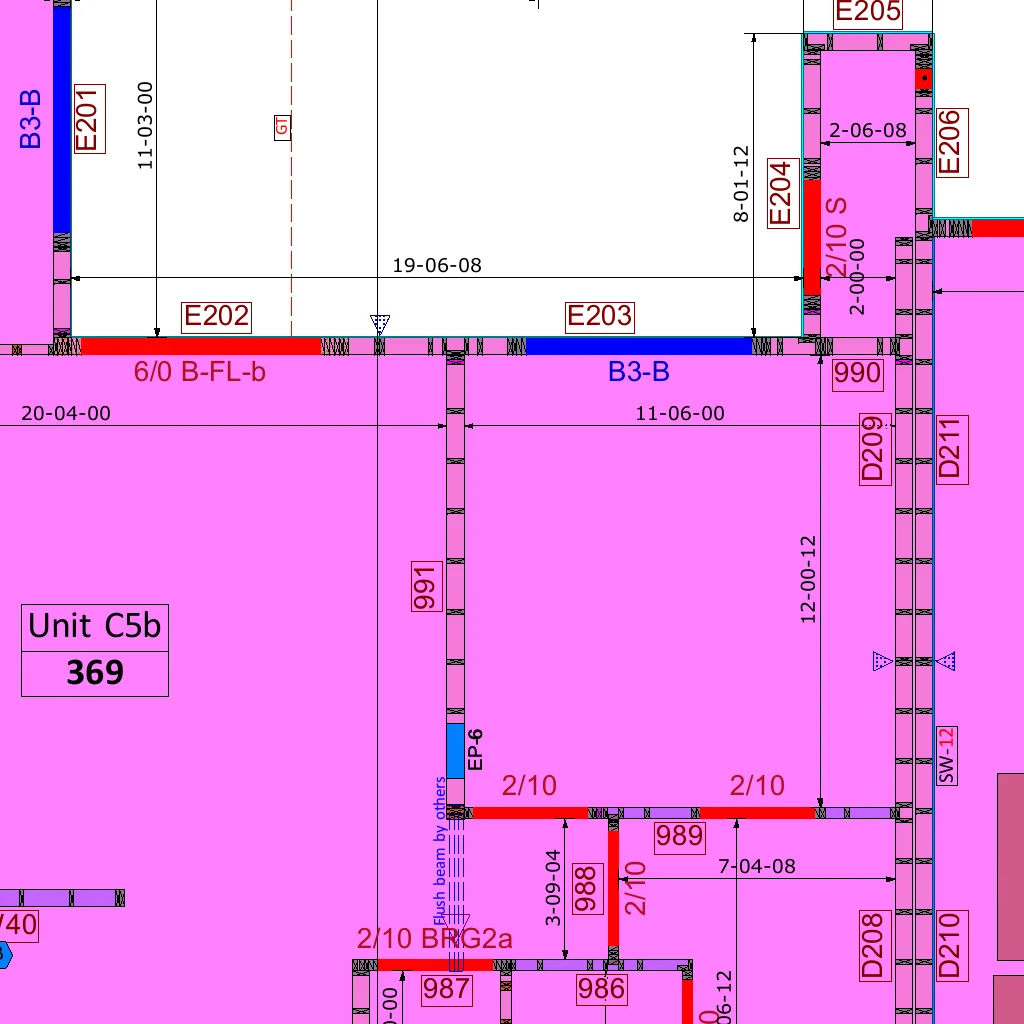 E205
B3-B
E201
11-03-00
GT
2-06-08
E206
8-01-12
E204
2/10 S
2-00-00
19-06-08
E202
E203
6/0 B-FL-b
B3-B
990
20-04-00
11-06-00
D209
D211
991
12-00-12
Unit C5b
369
EP-6
SW-12
2/10
2/10
Flush beam by others
989
3-09-04
988
2/10
7-04-08
/40
2/10 BRG2a
D208
D210
987
986